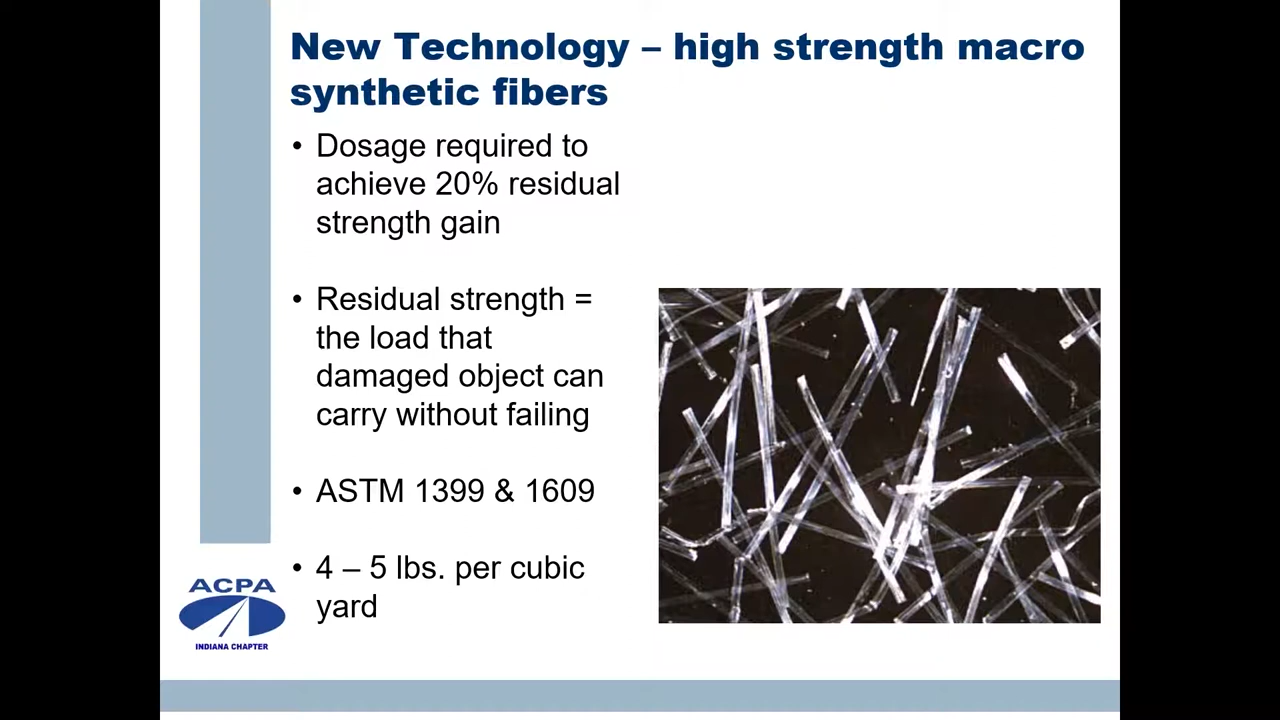 New Technology – high strength macro
synthetic fibers
• Dosage required to
achieve 20% residual
strength gain
• Residual strength =
the load that
damaged object can
carry without failing
• ASTM 1399 & 1609
• 4 – 5 lbs. per cubic
yard
ACPA
INDIANA CHAPTER